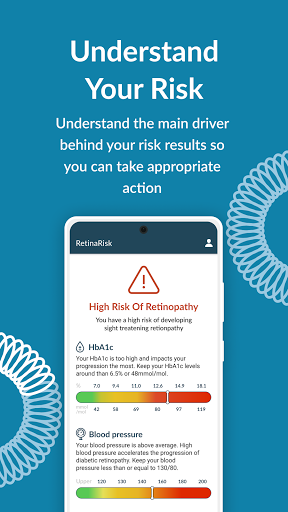 Understand
Your Risk
Understand the main driver
behind your risk results so
you can take appropriate
action
RetinaRisk
High Risk Of Retinopathy
You have a high risk of developing
sight treatening retionpathy
HbA1c
Your HbA1c is too high and impacts your
progression the most. Keep your HbA1c levels
around than 6.5% or 48mmol/mol.
% 7.0 9.4 11.0 12.6 14.9 18.1
mmol/mol 42 58 69 80 97 119
Blood pressure
Your blood pressure is above average. High
blood pressure accelerates the progression of
diabetic retinopathy. Keep your blood
pressure less than or equal to 130/80.
Upper 120 140 160 180 200